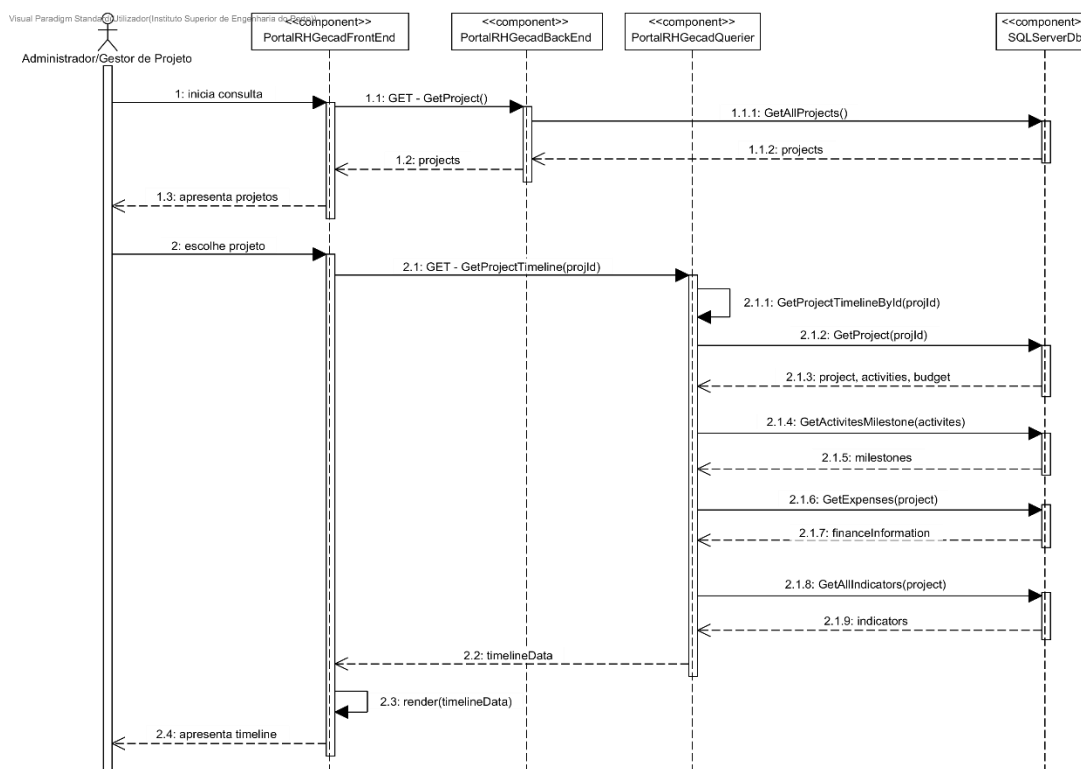 Visual Paradigm Standard(Utilizador(Instituto Superior de Engenharia do Porto))
<<component>>
PortalRHGecadFrontEnd
<<component>>
PortalRHGecadBackEnd
<<component>>
PortalRHGecadQuerier
<<component>
SQLServerDb
Administrador/Gestor de Projeto
1: inicia consulta
1.1: GET - GetProject()
1.1.1: GetAllProjects()
1.1.2: projects
1.2: projects
1.3: apresenta projetos
2: escolhe projeto
2.1: GET - GetProjectTimeline(projId)
2.1.1: GetProjectTimelineById(projId)
2.1.2: GetProject(projId)
2.1.3: project, activities, budget
2.1.4: GetActivitesMilestone(activites)
2.1.5: milestones
2.1.6: GetExpenses(project)
2.1.7: financeInformation
2.1.8: GetAllIndicators(project)
2.1.9: indicators
2.2: timelineData
2.3: render(timelineData)
2.4: apresenta timeline